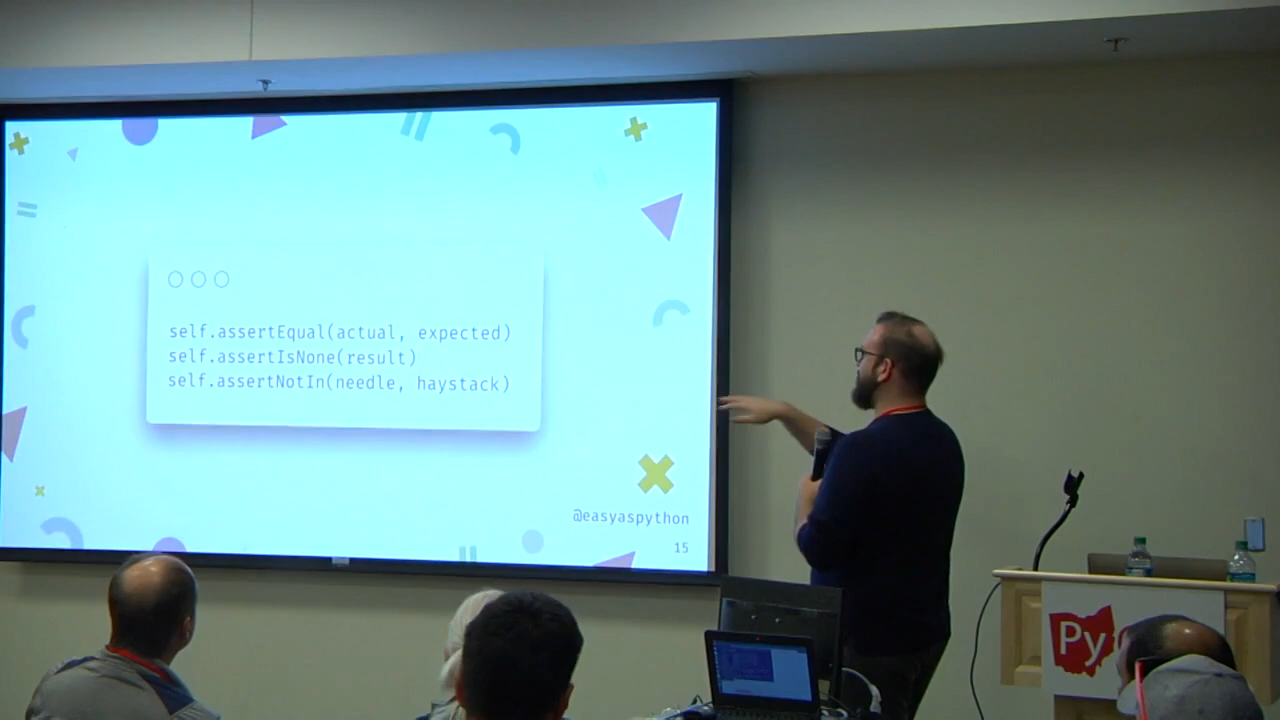 self.assertEqual(actual, expected)
self.assertIsNone(result)
self.assertNotIn(needle, haystack)
@easyaspython
15
Py